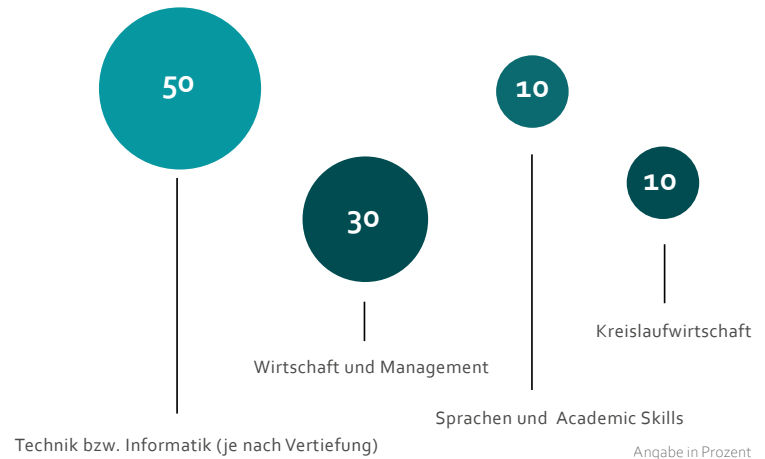 50
10
10
30
Kreislaufwirtschaft
Wirtschaft und Management
Sprachen und Academic Skills
Technik bzw. Informatik (je nach Vertiefung)
Angabe in Prozent